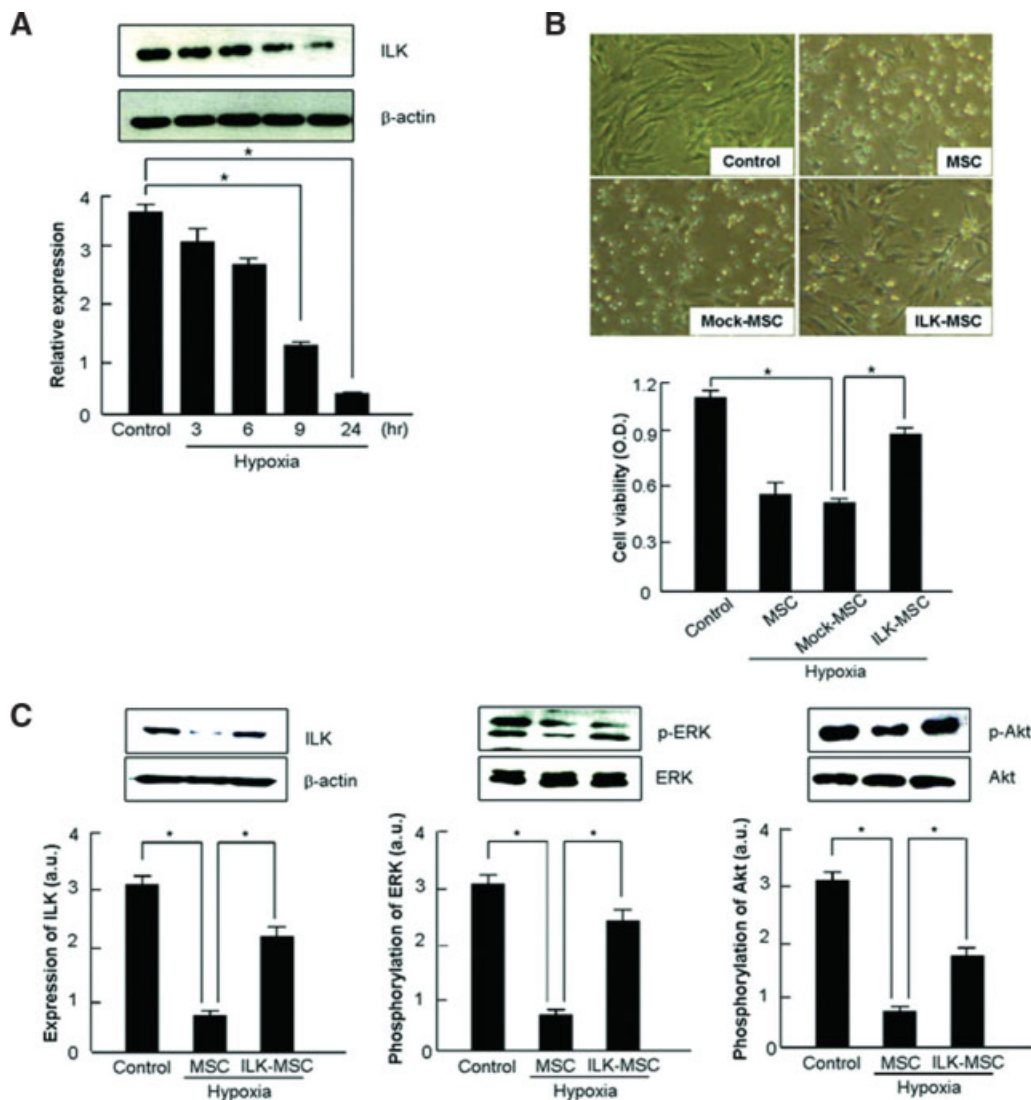 A
ILK
β-actin
*
*
4
3
2
1
0
Relative expression
Control 3 6 9 24 (hr)
Hypoxia
B
Control
MSC
Mock-MSC
ILK-MSC
*
*
1.2
0.9
0.6
0.3
0
Cell viability (O.D.)
Control
MSC
Mock-MSC
ILK-MSC
Hypoxia
C
ILK
β-actin
*
*
4
3
2
1
0
Expression of ILK (a.u.)
Control MSC ILK-MSC
Hypoxia
p-ERK
ERK
*
*
4
3
2
1
0
Phosphorylation of ERK (a.u.)
Control MSC ILK-MSC
Hypoxia
p-Akt
Akt
*
*
4
3
2
1
0
Phosphorylation of Akt (a.u.)
Control MSC ILK-MSC
Hypoxia